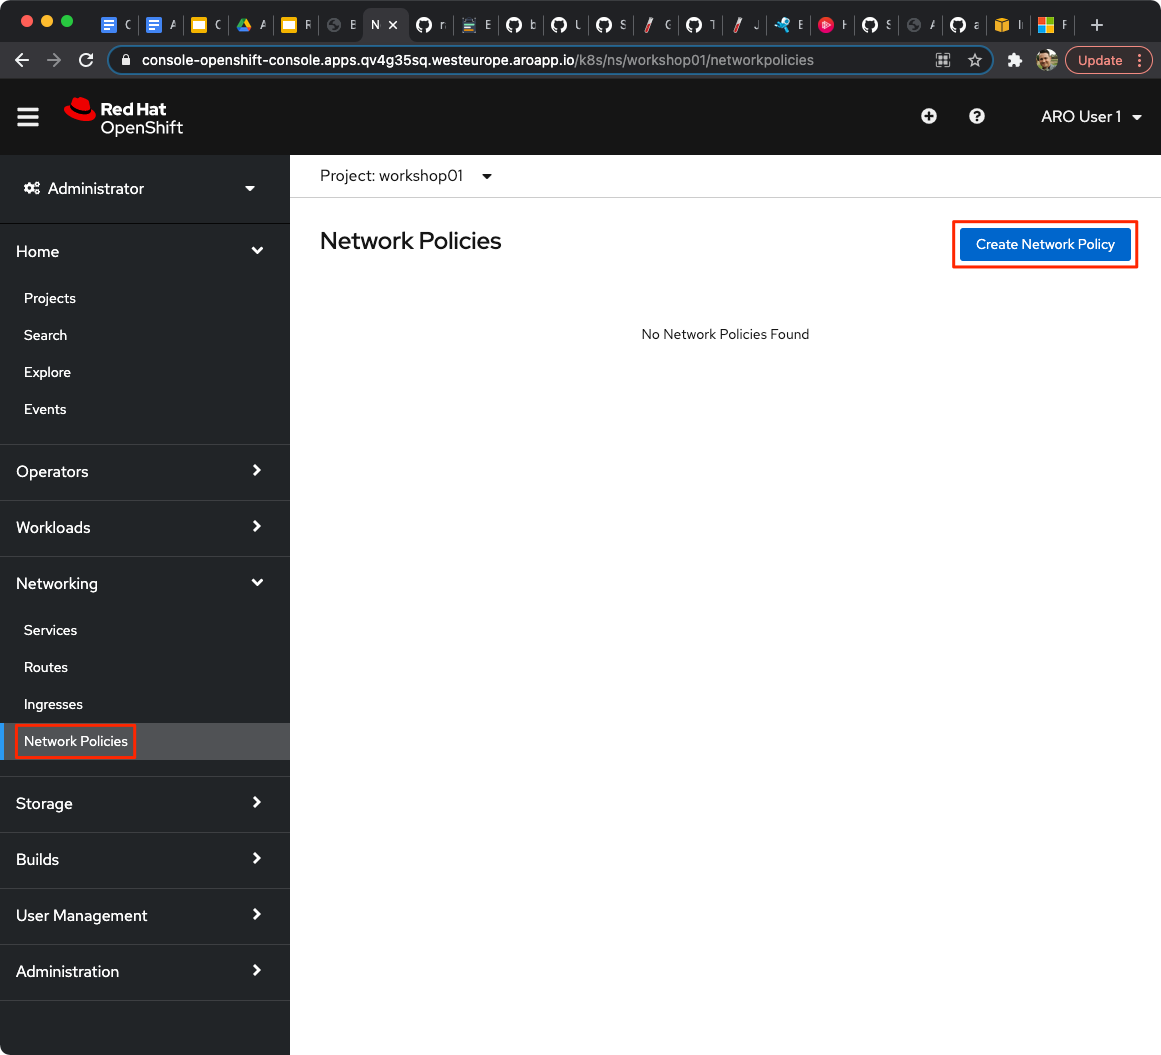 N
console-openshift-console.apps.qv4g35sq.westeurope.aroapp.io/k8s/ns/workshop01/networkpolicies
Update
Red Hat
OpenShift
ARO User 1
Administrator
Project: workshop01
Home
Network Policies
Create Network Policy
Projects
No Network Policies Found
Search
Explore
Events
Operators
Workloads
Networking
Services
Routes
Ingresses
Network Policies
Storage
Builds
User Management
Administration